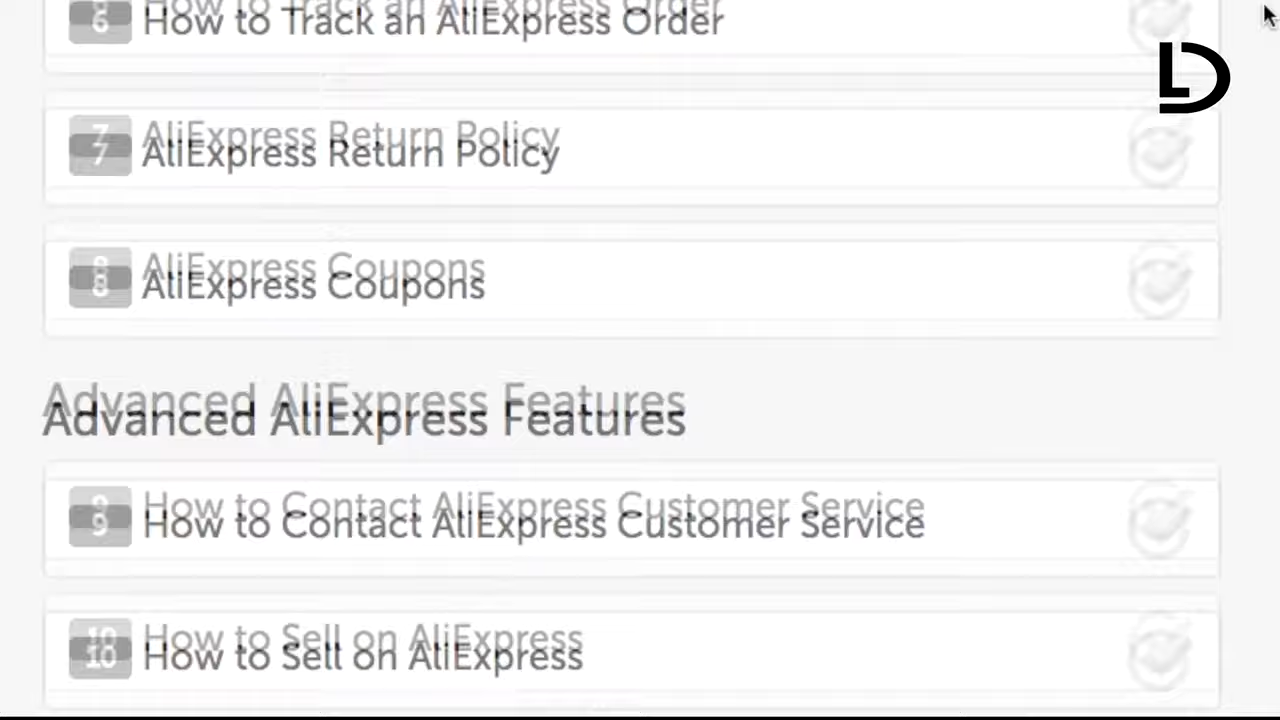 6 How to Track an AliExpress Order
7 AliExpress Return Policy
8 AliExpress Coupons
Advanced AliExpress Features
9 How to Contact AliExpress Customer Service
10 How to Sell on AliExpress